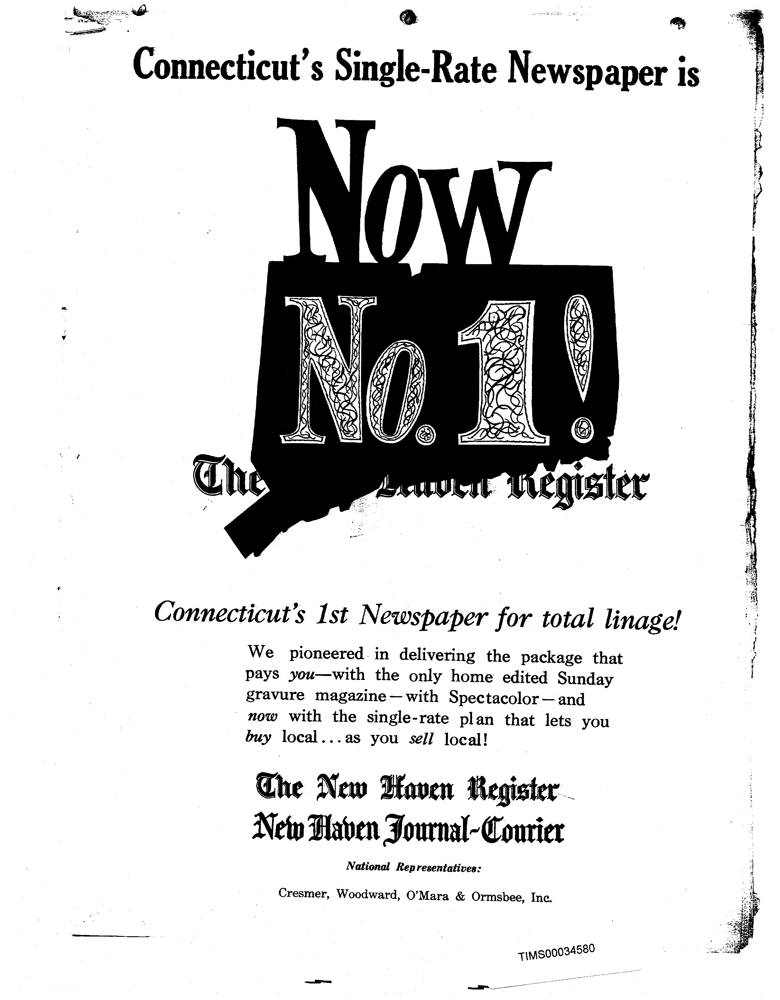 Connecticut's Single-Rate Newspaper is
Now
No. 1!
The Haven Register
Connecticut's 1st Newspaper for total linage!
We pioneered in delivering the package that
pays you—with the only home edited Sunday
gravure magazine—with Spectacolor—and
now with the single-rate plan that lets you
buy local...as you sell local!
The New Haven Register
New Haven Journal-Courier
National Representatives:
Cresmer, Woodward, O'Mara & Ormsbee, Inc.
TIMS00034580